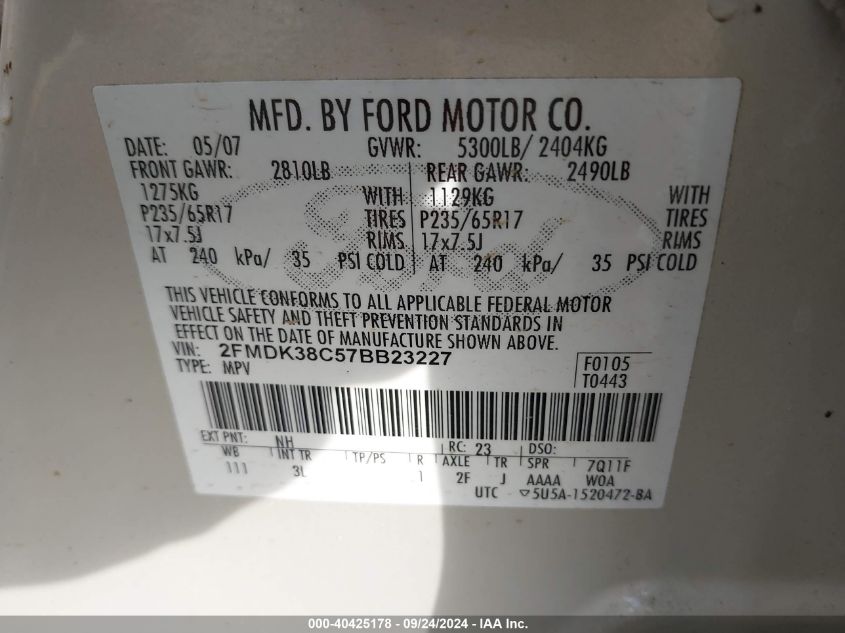 MFD. BY FORD MOTOR CO.
DATE: 05/07 GVWR: 5300LB/ 2404KG
FRONT GAWR: 2810LB REAR GAWR: 2490LB
1275KG WITH 1129KG WITH
P235/65R17 TIRES P235/65R17 TIRES
17x7.5J RIMS 17x7.5J RIMS
AT 240 kPa/ 35 PSI COLD AT 240 kPa/ 35 PSI COLD
Ford
THIS VEHICLE CONFORMS TO ALL APPLICABLE FEDERAL MOTOR
VEHICLE SAFETY AND THEFT PREVENTION STANDARDS IN
EFFECT ON THE DATE OF MANUFACTURE SHOWN ABOVE.
VIN: 2FMDK38C57BB23227
TYPE: MPV
F0105
T0443
EXT PNT: NH RC: 23 DSO:
WB INT TR TP/PS R AXLE TR SPR 7Q11F
111 3L 1 2F J AAAA WOA
UTC ▽5U5A-1520472-BA
000-40425178 - 09/24/2024 - IAA Inc.